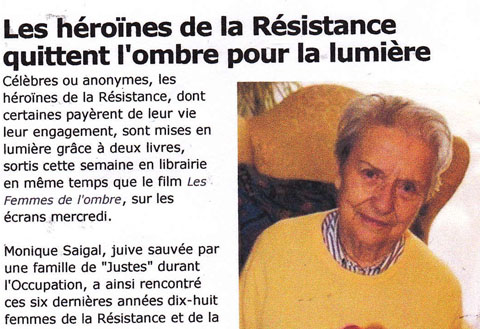 Les héroïnes de la Résistance
quittent l'ombre pour la lumière
Célèbres ou anonymes, les
héroïnes de la Résistance, dont
certaines payèrent de leur vie
leur engagement, sont mises en
lumière grâce à deux livres,
sortis cette semaine en librairie
en même temps que le film Les
Femmes de l'ombre, sur les
écrans mercredi.
Monique Saigal, juive sauvée par
une famille de "Justes" durant
l'Occupation, a ainsi rencontré
ces six dernières années dix-huit
femmes de la Résistance et de la